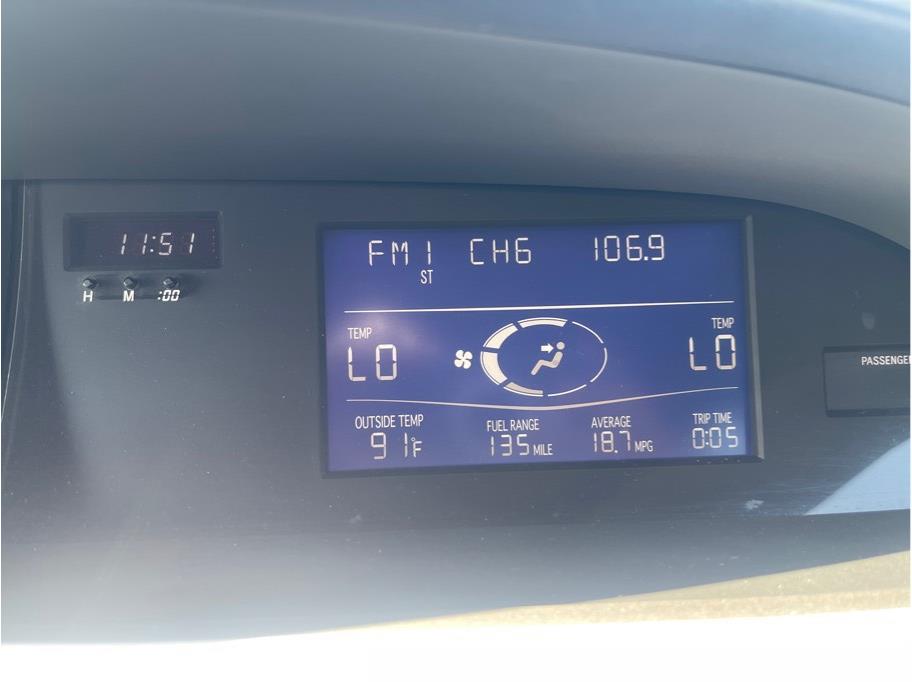 11:51
H M :00
FM1 CH6 106.9
ST
TEMP TEMP
LO LO
OUTSIDE TEMP FUEL RANGE AVERAGE TRIP TIME
91°F 135 MILE 18.7 MPG 0:05
PASSENGER